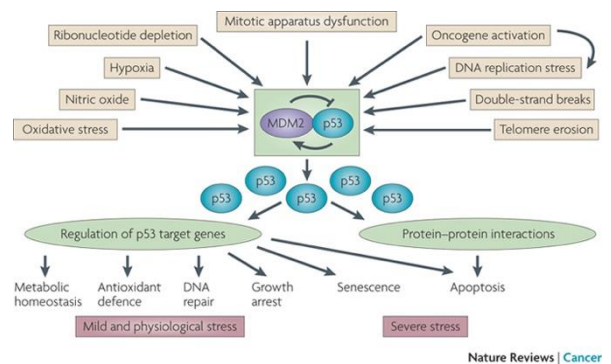 Mitotic apparatus dysfunction
Ribonucleotide depletion
Oncogene activation
Hypoxia
DNA replication stress
Nitric oxide
Double-strand breaks
Oxidative stress
Telomere erosion
MDM2
p53
p53
p53
p53
p53
p53
Regulation of p53 target genes
Protein–protein interactions
Metabolic
homeostasis
Antioxidant
defence
DNA
repair
Growth
arrest
Senescence
Apoptosis
Mild and physiological stress
Severe stress
Nature Reviews | Cancer